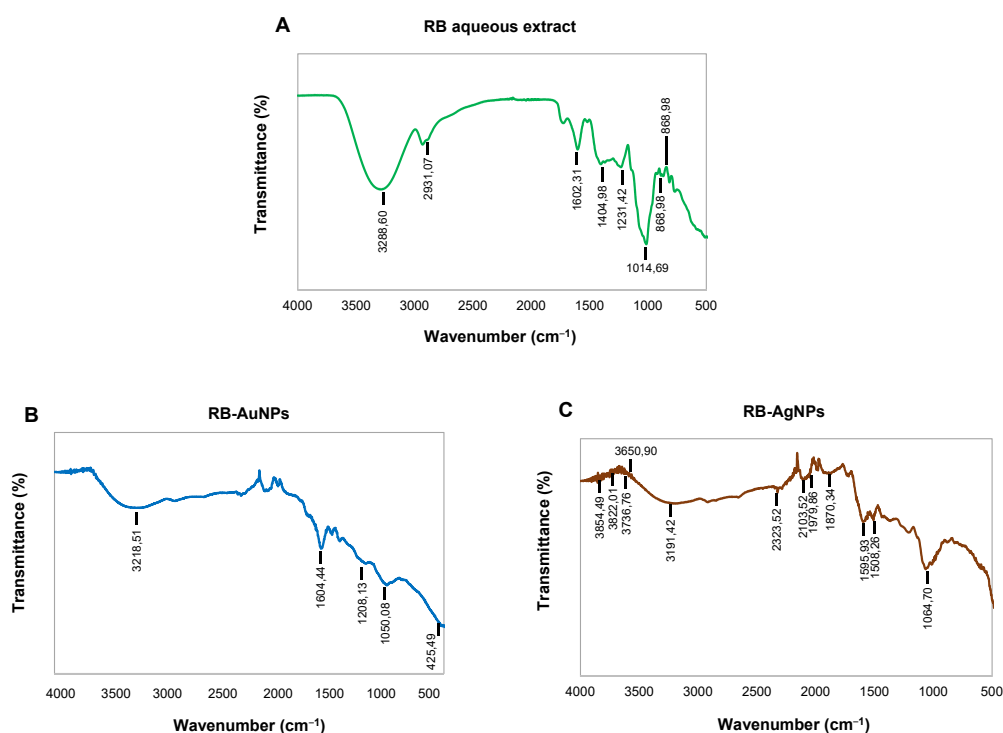 A
RB aqueous extract
Transmittance (%)
3288,60
2931,07
1602,31
1404,98
1231,42
1014,69
868,98
868,98
4000 3500 3000 2500 2000 1500 1000 500
Wavenumber (cm⁻¹)
B
RB-AuNPs
Transmittance (%)
3218,51
1604,44
1208,13
1050,08
425,49
4000 3500 3000 2500 2000 1500 1000 500
Wavenumber (cm⁻¹)
C
RB-AgNPs
Transmittance (%)
3854,49
3822,01
3736,76
3650,90
3191,42
2323,52
2103,52
1979,86
1870,34
1595,93
1508,26
1064,70
4000 3500 3000 2500 2000 1500 1000 500
Wavenumber (cm⁻¹)